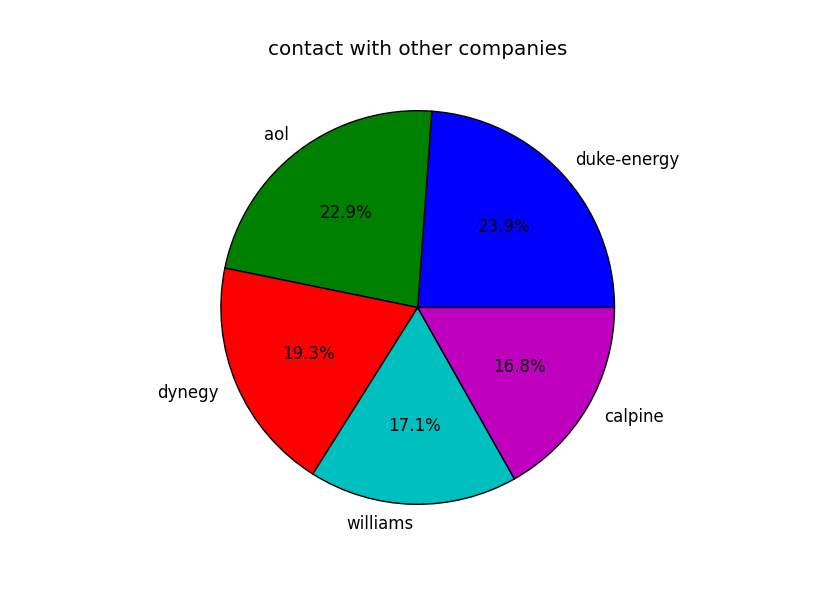 contact with other companies
aol
duke-energy
22.9%
23.9%
19.3%
16.8%
dynegy
calpine
17.1%
williams